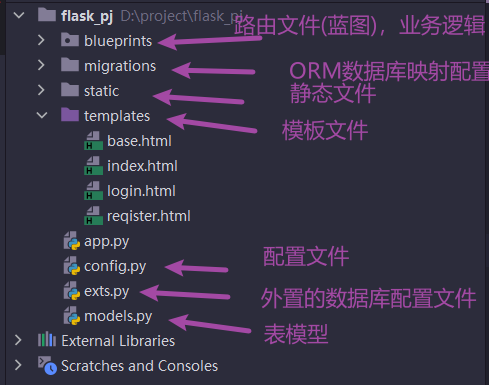 flask_pj D:\project\flask_pj
路由文件(蓝图)，业务逻辑
blueprints
migrations
ORM数据库映射配置
static
静态文件
templates
模板文件
base.html
index.html
login.html
reqister.html
app.py
config.py
配置文件
exts.py
外置的数据库配置文件
models.py
表模型
External Libraries
Scratches and Consoles